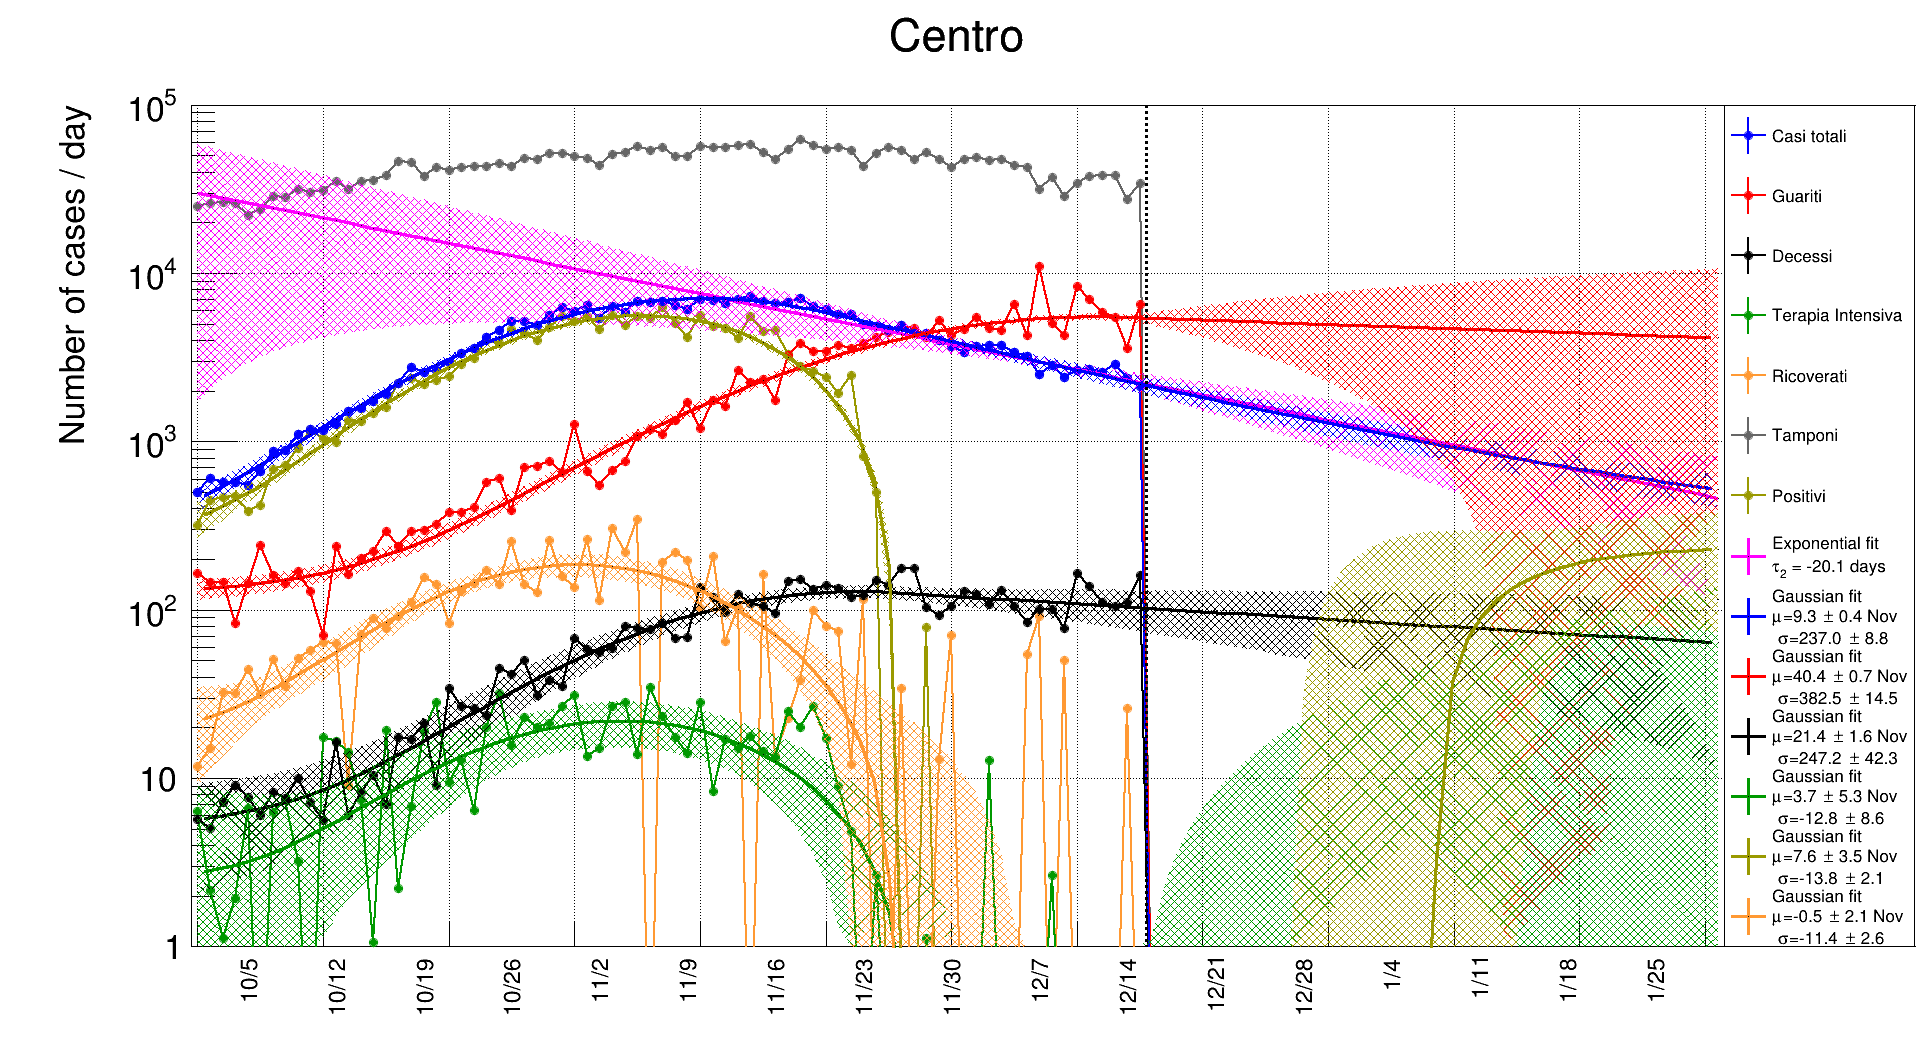 Centro
Number of cases / day
10^5
10^4
10^3
10^2
10
1
10/5
10/12
10/19
10/26
11/2
11/9
11/16
11/23
11/30
12/7
12/14
12/21
12/28
1/4
1/11
1/18
1/25
Casi totali
Guariti
Decessi
Terapia Intensiva
Ricoverati
Tamponi
Positivi
Exponential fit
τ₂ = -20.1 days
Gaussian fit
μ=9.3 ± 0.4 Nov
σ=237.0 ± 8.8
Gaussian fit
μ=40.4 ± 0.7 Nov
σ=382.5 ± 14.5
Gaussian fit
μ=21.4 ± 1.6 Nov
σ=247.2 ± 42.3
Gaussian fit
μ=3.7 ± 5.3 Nov
σ=-12.8 ± 8.6
Gaussian fit
μ=7.6 ± 3.5 Nov
σ=-13.8 ± 2.1
Gaussian fit
μ=-0.5 ± 2.1 Nov
σ=-11.4 ± 2.6